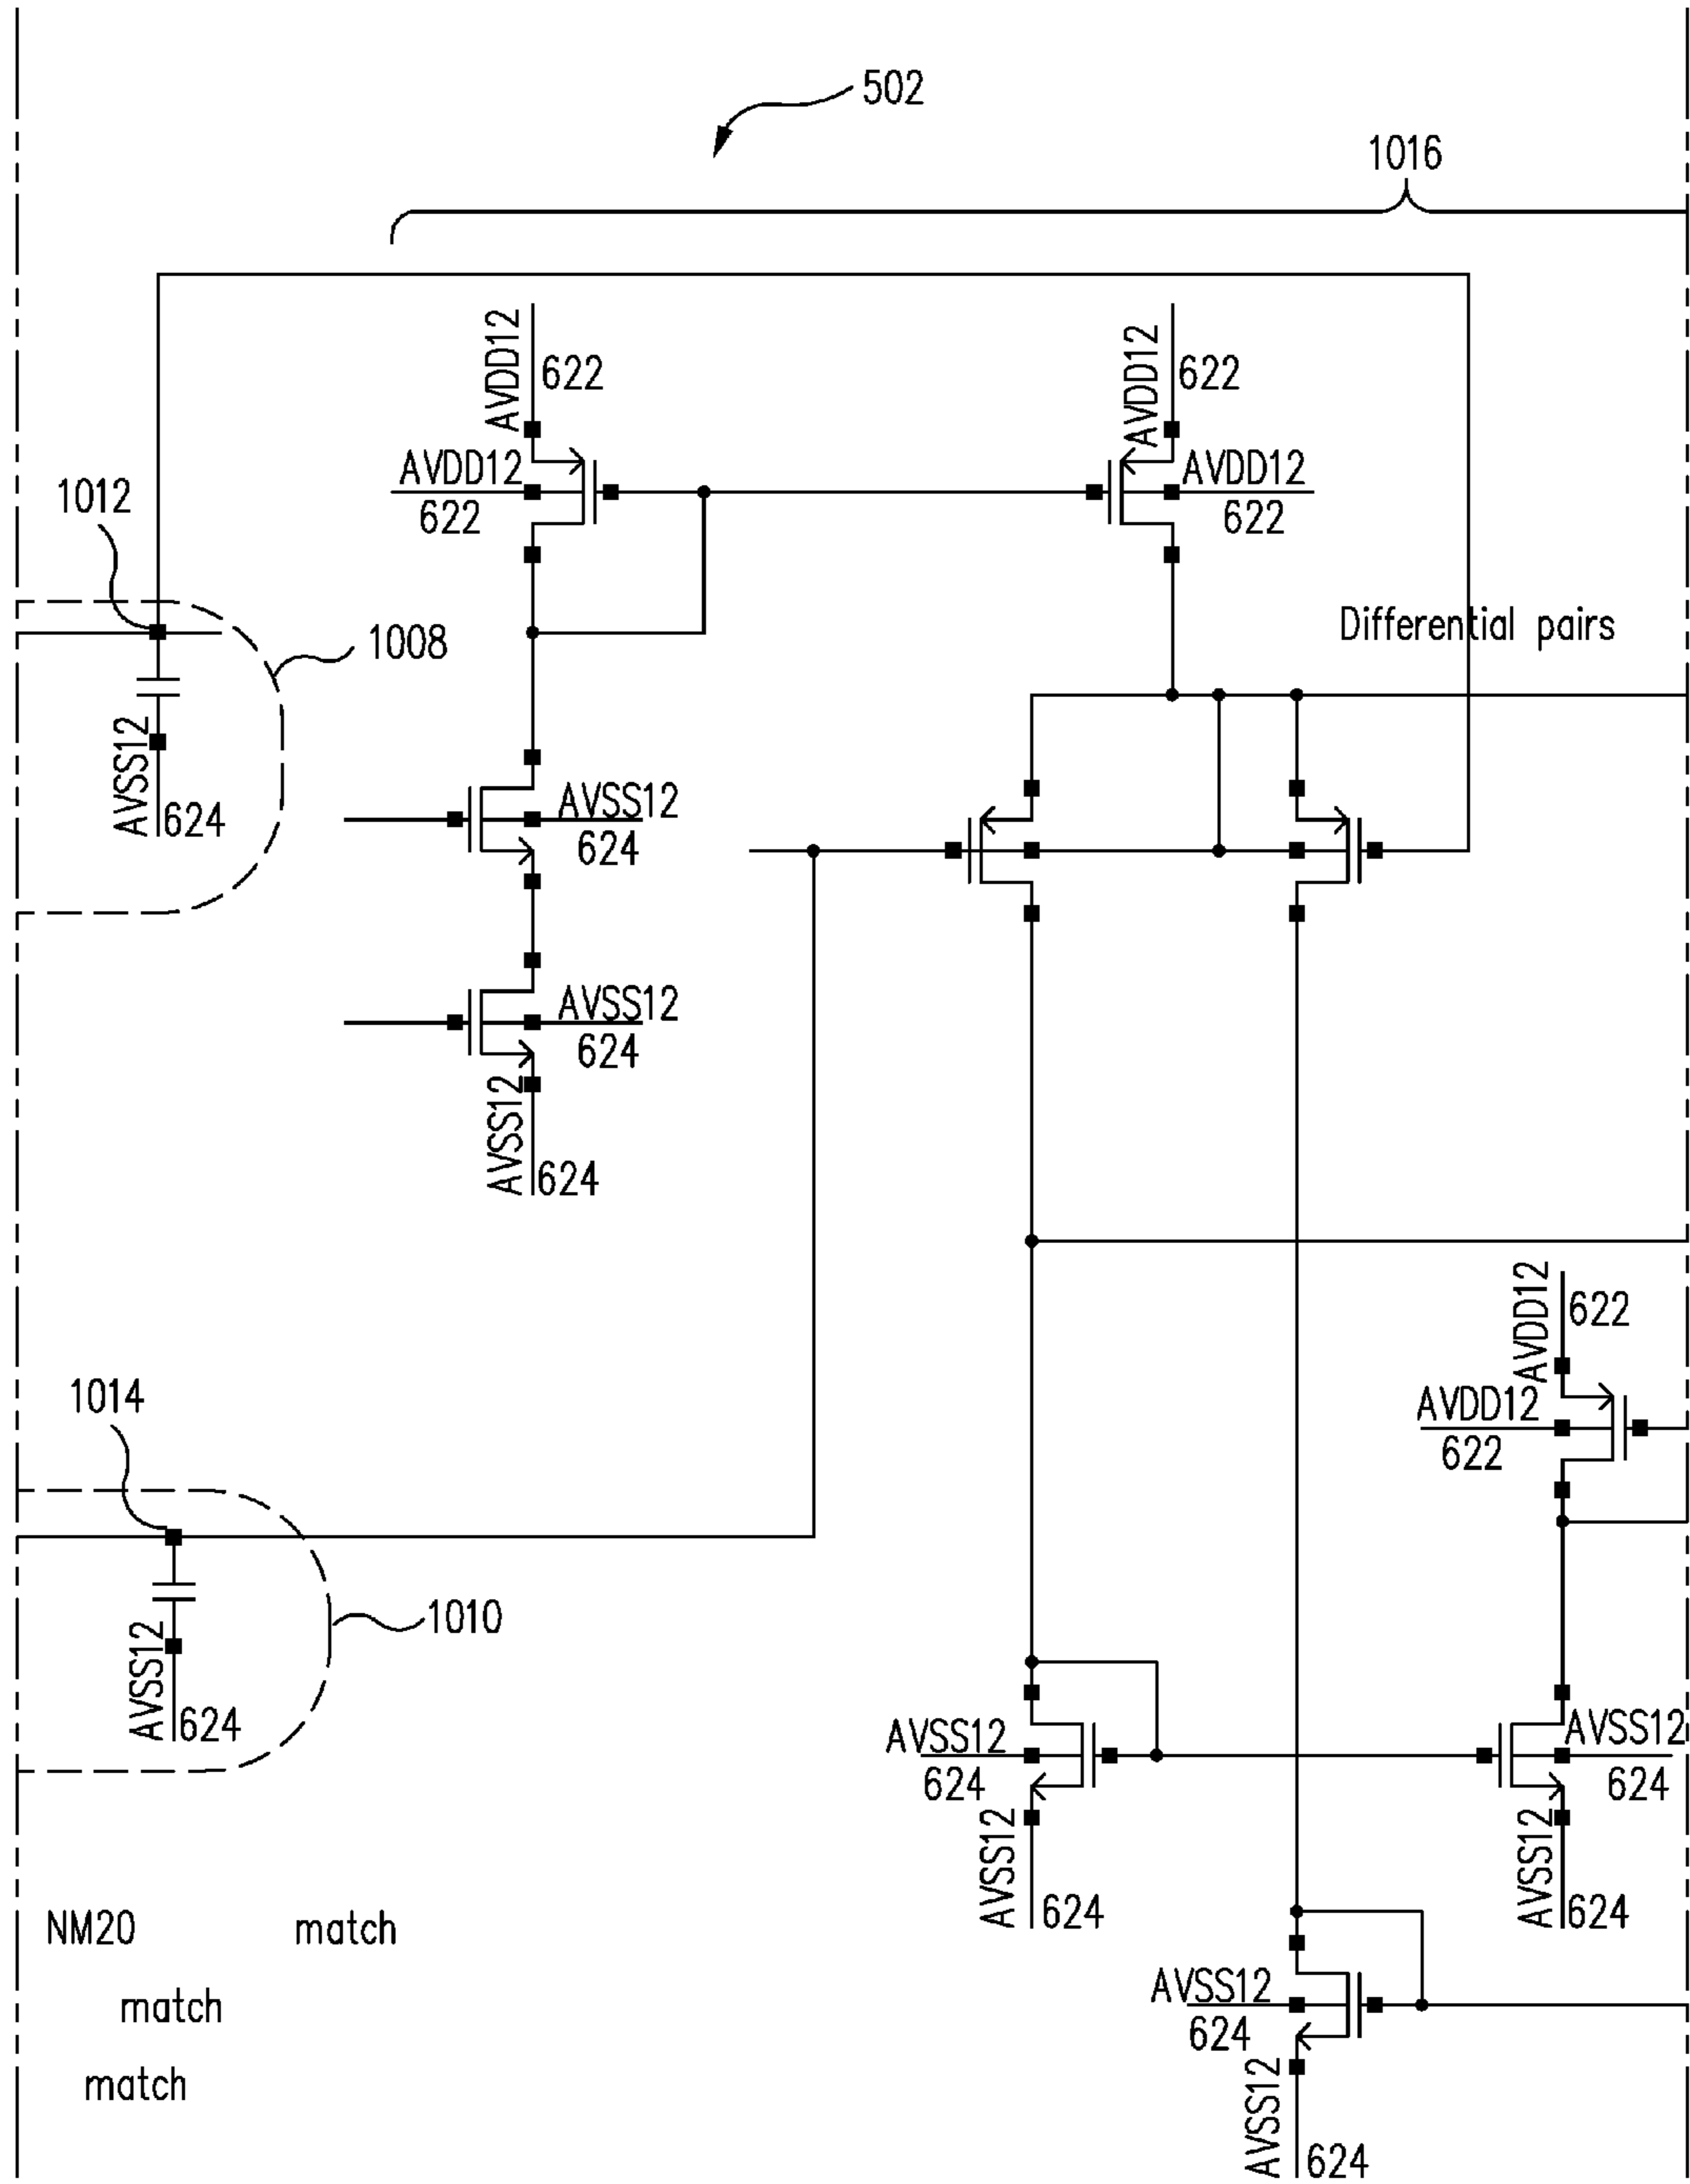 502
1016
AVDD12
622
AVDD12
622
AVDD12
622
AVDD12
622
1012
1008
Differential pairs
AVSS12
624
AVSS12
624
AVSS12
624
AVSS12
624
AVDD12
622
AVDD12
622
1014
1010
AVSS12
624
AVSS12
624
AVSS12
624
AVSS12
624
AVSS12
624
NM20 match
match
match
AVSS12
624
AVSS12
624